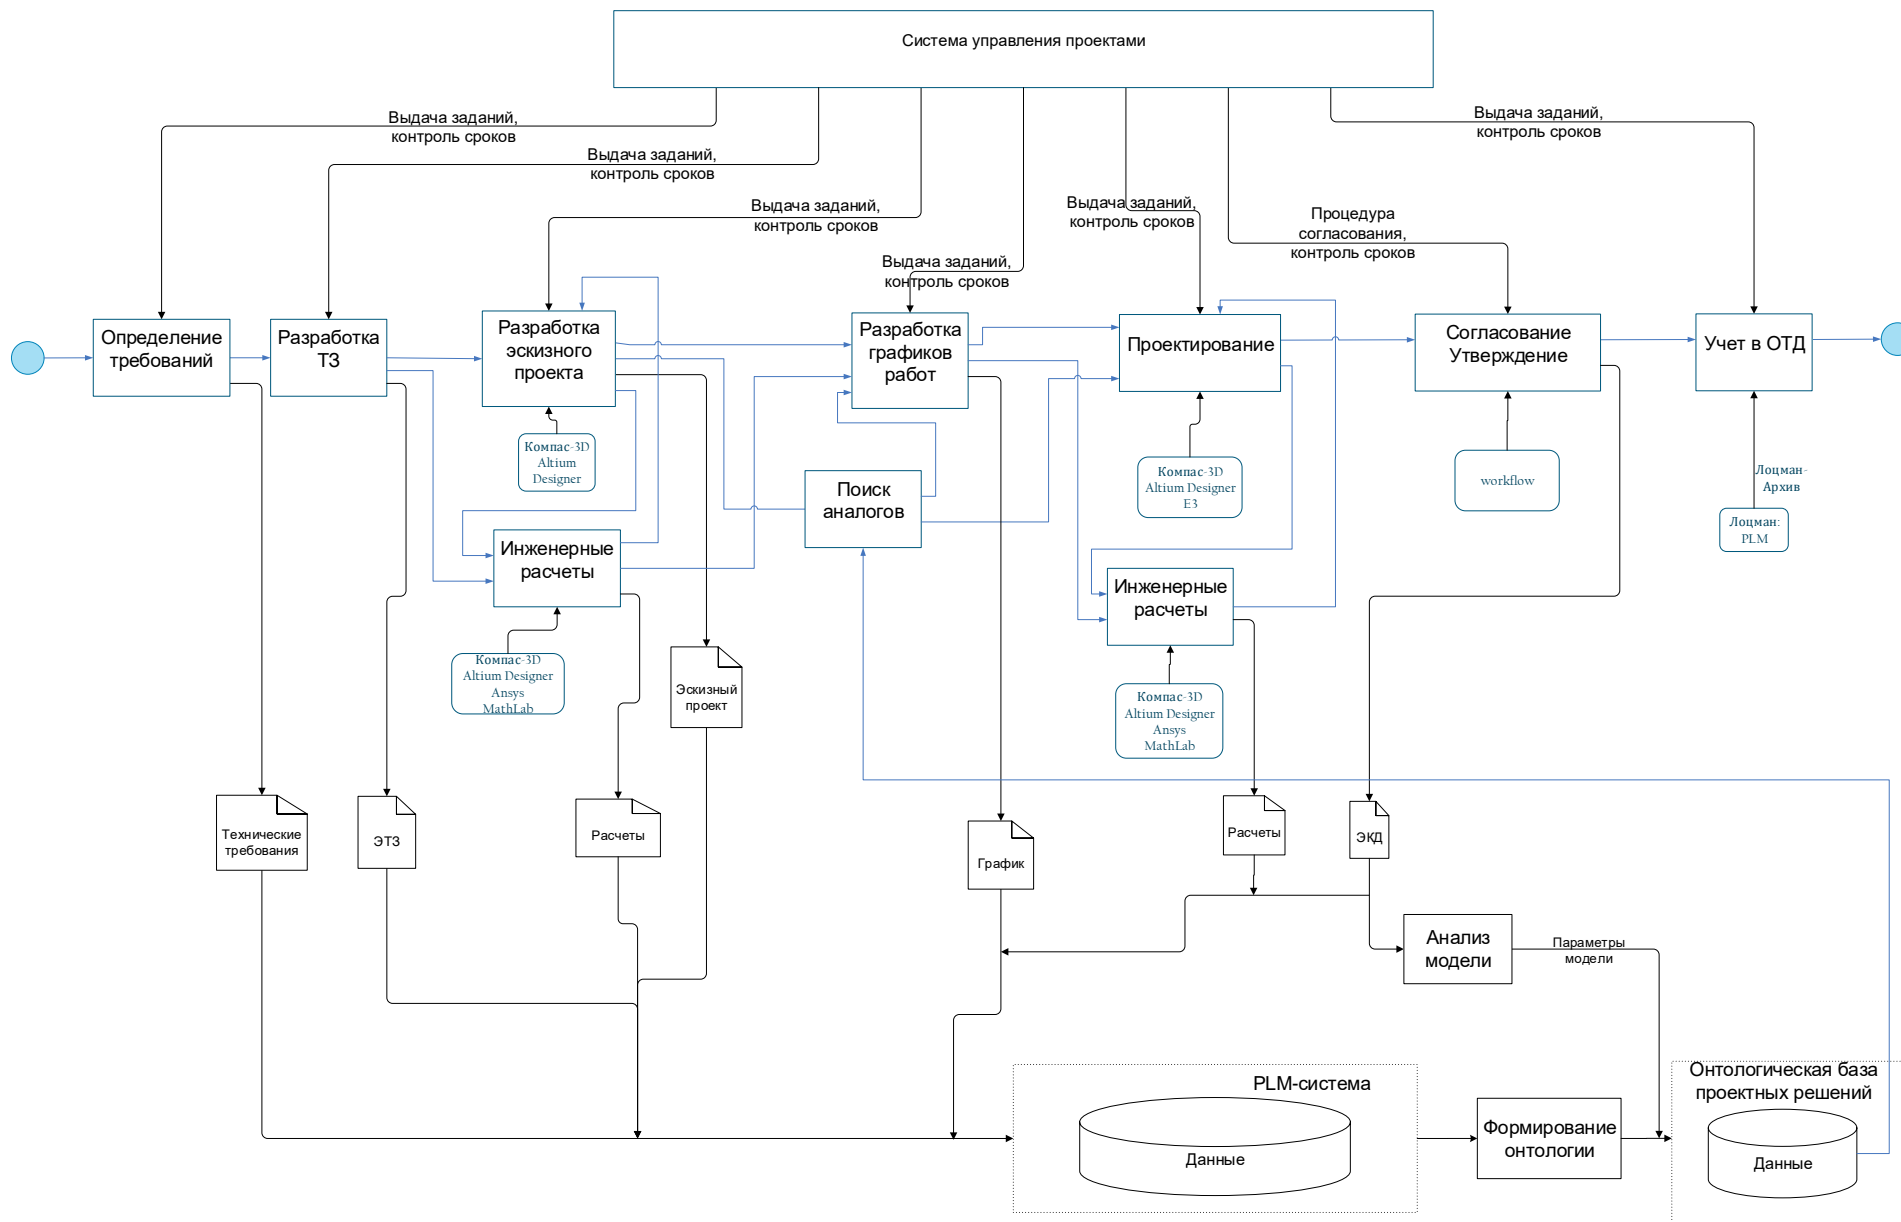 Система управления проектами
Выдача заданий,
контроль сроков
Выдача заданий,
контроль сроков
Выдача заданий,
контроль сроков
Выдача заданий,
контроль сроков
Выдача заданий,
контроль сроков
Процедура
согласования,
контроль сроков
Выдача заданий,
контроль сроков
Определение
требований
Разработка
ТЗ
Разработка
эскизного
проекта
Разработка
графиков
работ
Проектирование
Согласование
Утверждение
Учет в ОТД
Компас-3D
Altium
Designer
Поиск
аналогов
Компас-3D
Altium Designer
E3
workflow
Лоцман-
Архив
Лоцман:
PLM
Инженерные
расчеты
Инженерные
расчеты
Компас-3D
Altium Designer
Ansys
MathLab
Эскизный
проект
Компас-3D
Altium Designer
Ansys
MathLab
Технические
требования
ЭТЗ
Расчеты
График
Расчеты
ЭКД
Анализ
модели
Параметры
модели
PLM-система
Данные
Формирование
онтологии
Онтологическая база
проектных решений
Данные